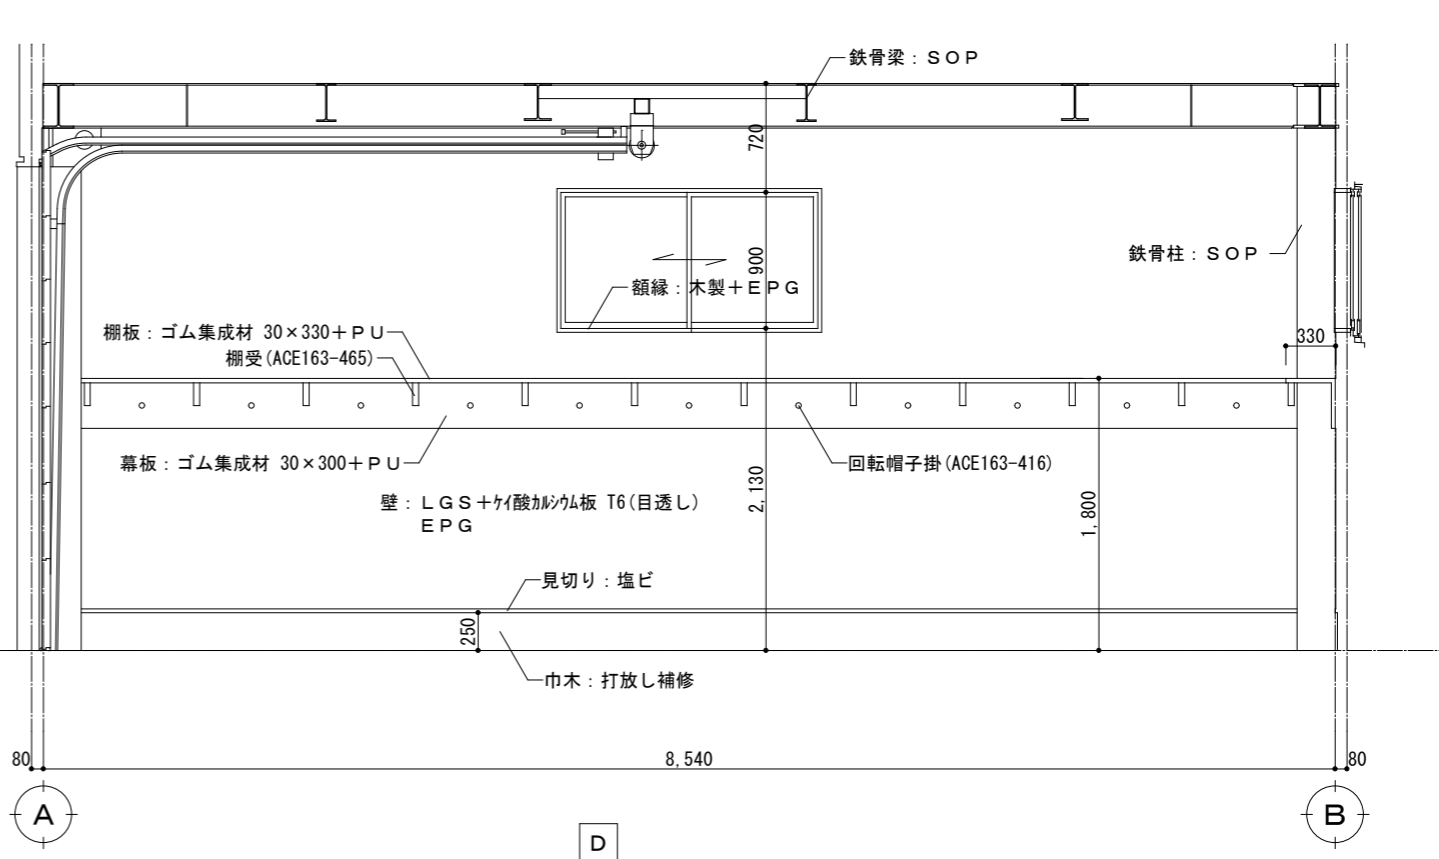 鉄骨梁：ＳＯＰ
720
900
鉄骨柱：ＳＯＰ
額縁：木製＋ＥＰＧ
棚板：ゴム集成材 30×330＋ＰＵ
330
棚受(ACE163-465)
幕板：ゴム集成材 30×300＋ＰＵ
回転帽子掛(ACE163-416)
壁：ＬＧＳ＋ｹｲ酸ｶﾙｼｳﾑ板 T6(目透し)
ＥＰＧ
2,130
1,800
見切り：塩ビ
250
巾木：打放し補修
80
8,540
80
A
B
D